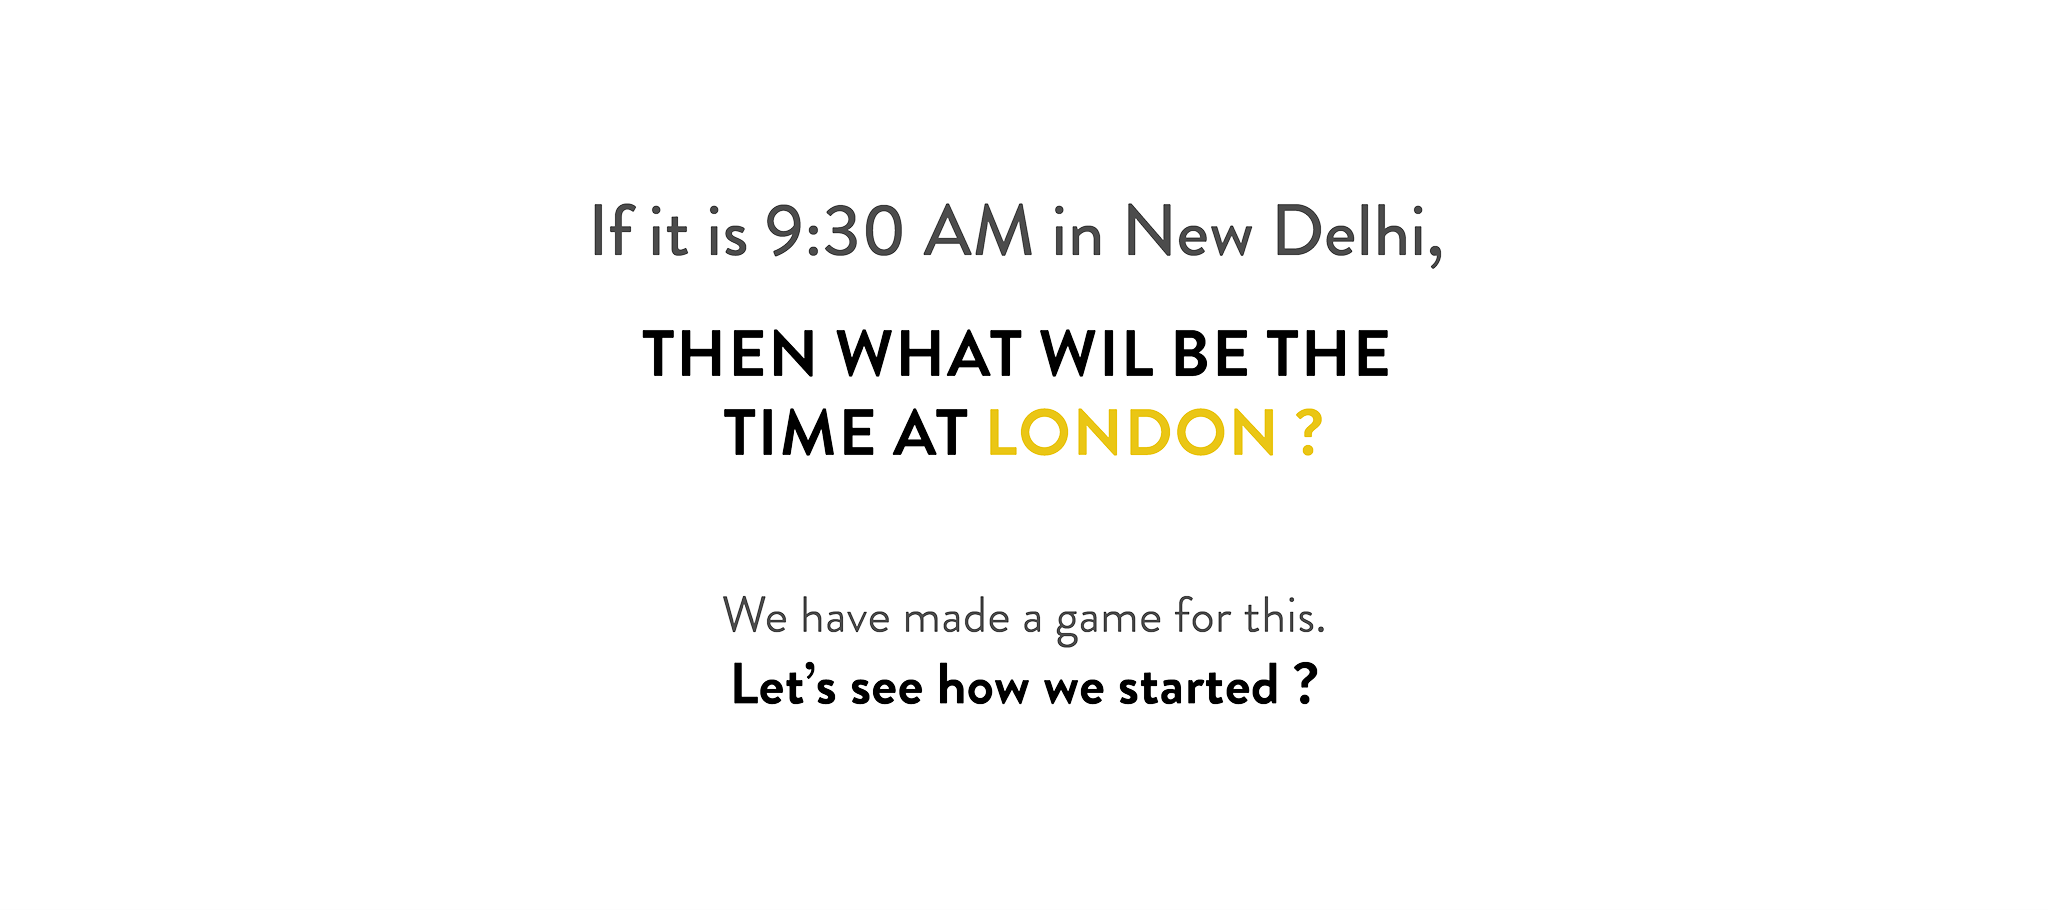 If it is 9:30 AM in New Delhi,
THEN WHAT WIL BE THE
TIME AT LONDON ?
We have made a game for this.
Let’s see how we started ?